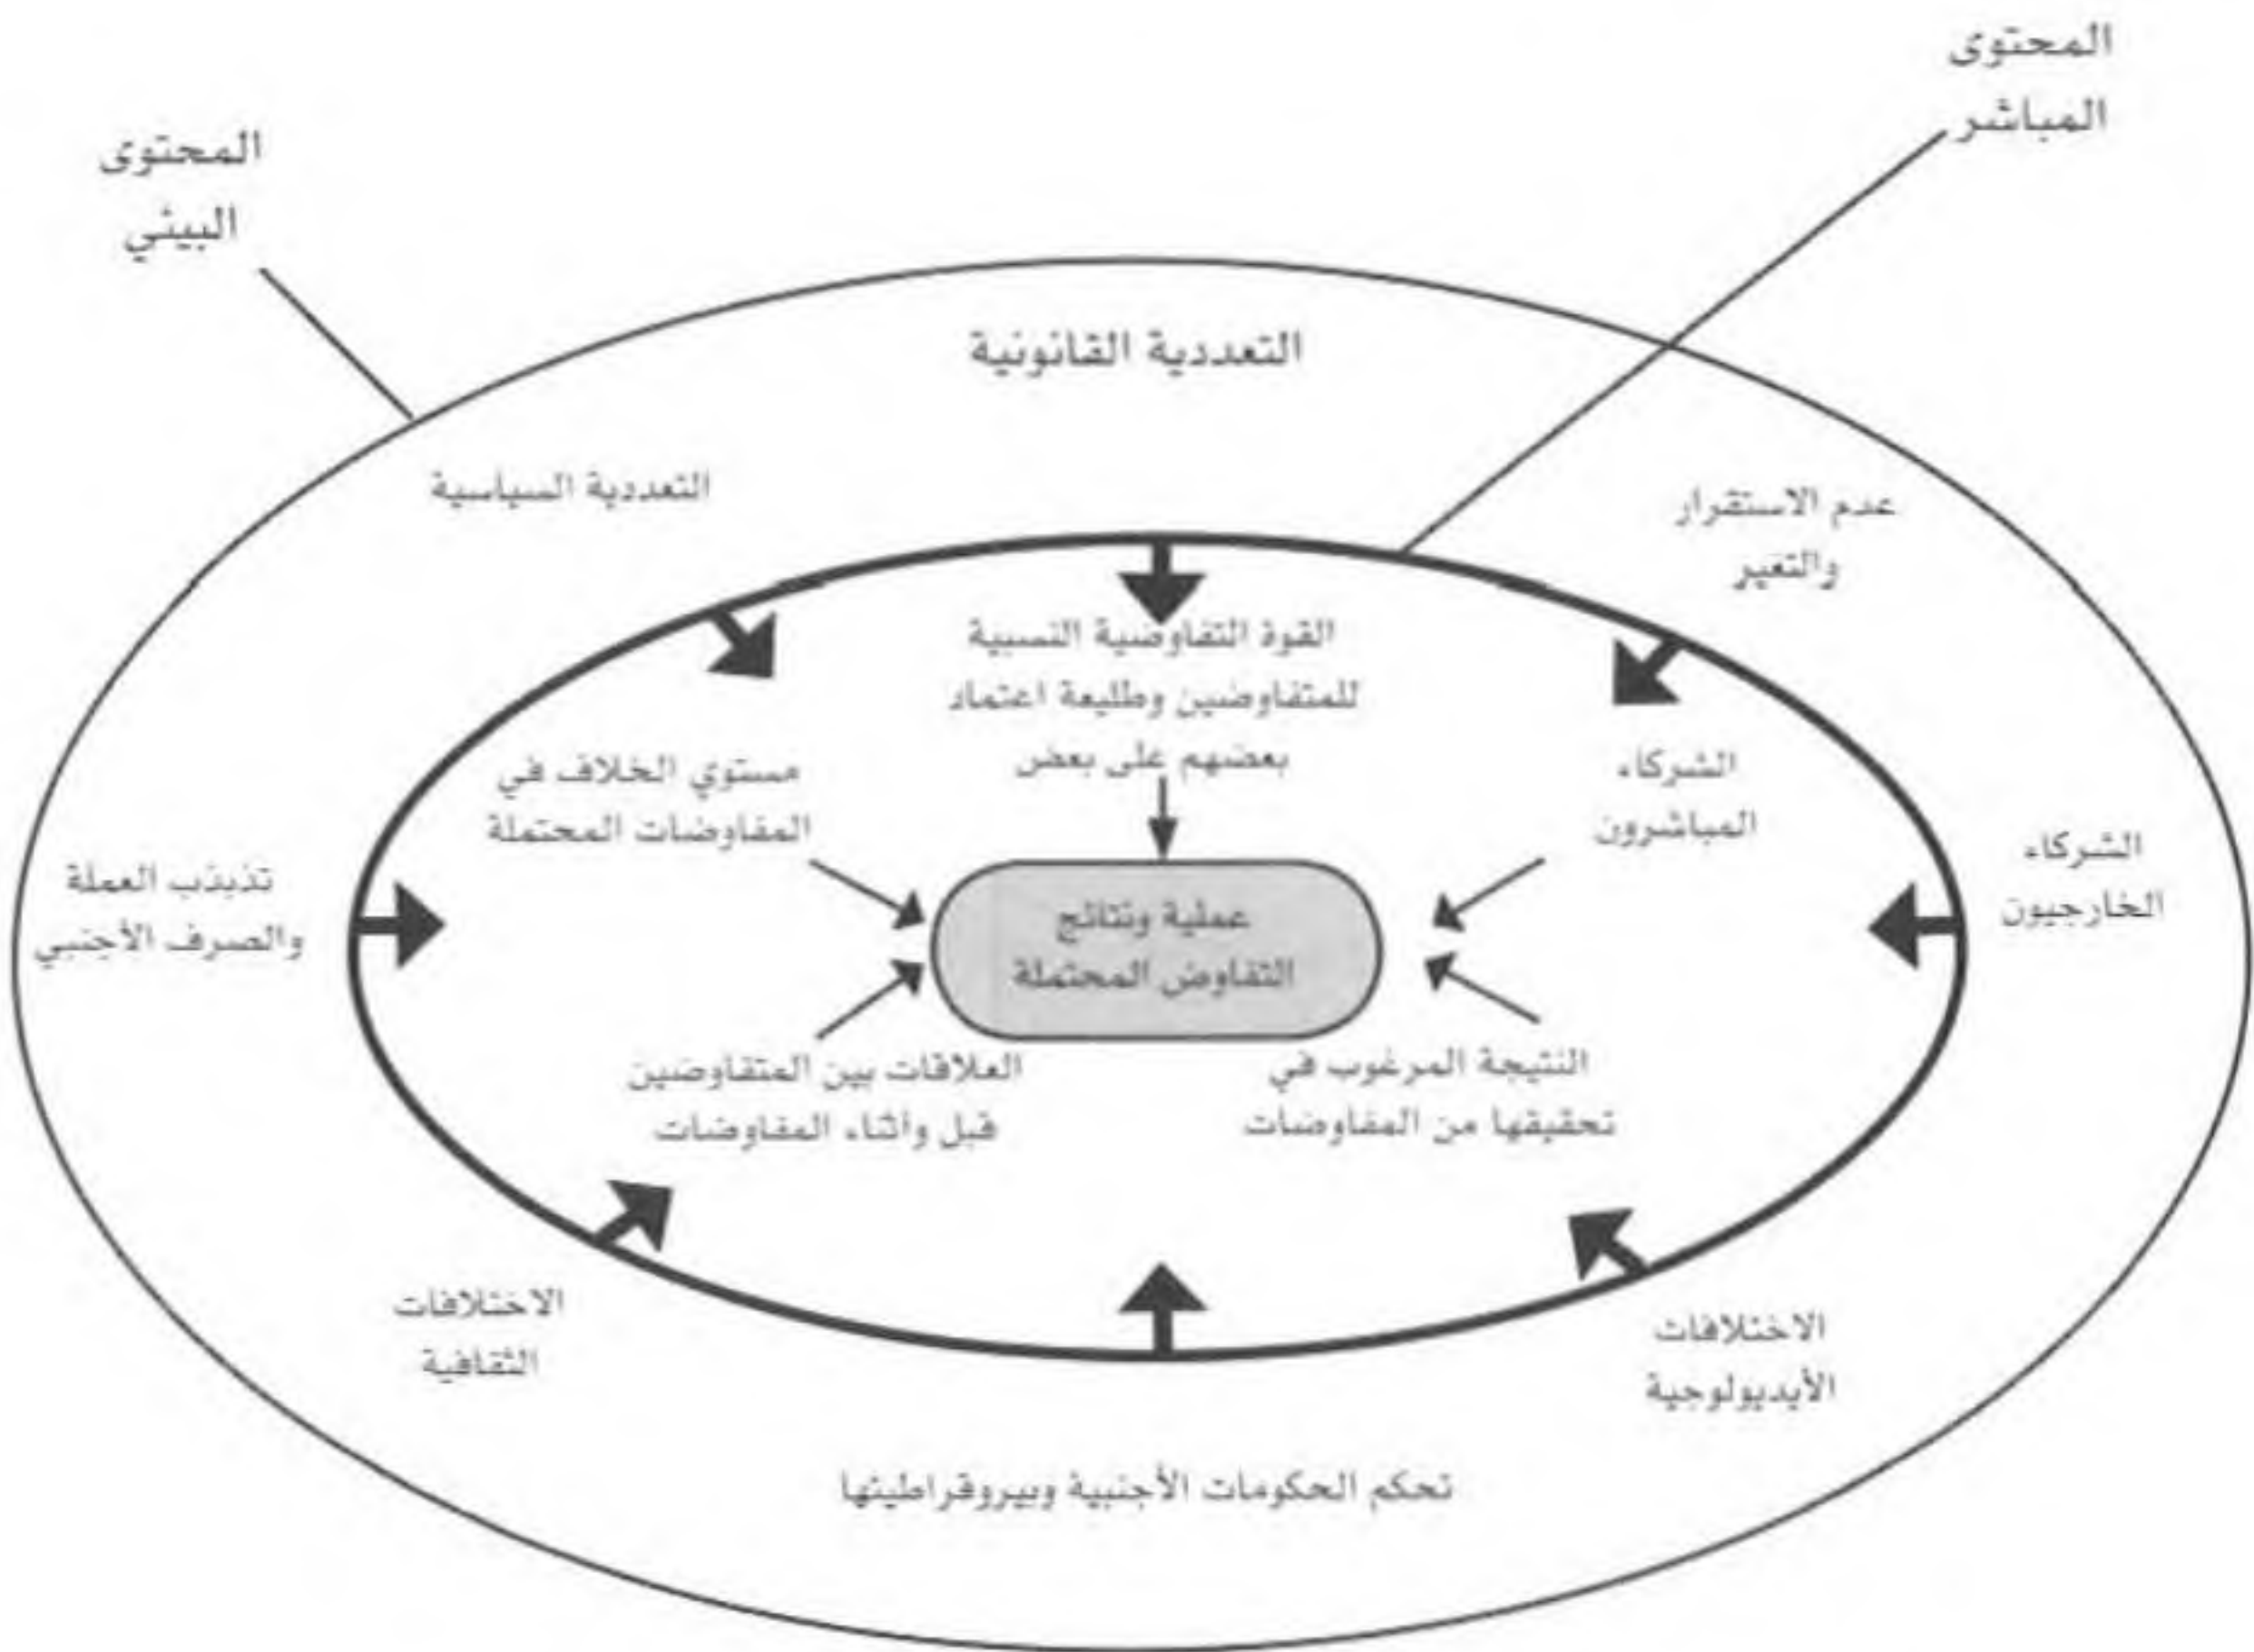 المحتوى
المباشر
المحتوى
البيئي
التعددية القانونية
التعددية السياسية
عدم الاستقرار
والتغير
القوة التفاوضية النسبية
للمتفاوضين وطليعة اعتماد
بعضهم على بعض
مستوي الخلاف في
المفاوضات المحتملة
الشركاء
المباشرون
الشركاء
الخارجيون
تذبذب العملة
والصرف الأجنبي
عملية ونتائج
التفاوض المحتملة
العلاقات بين المتفاوضين
قبل وأثناء المفاوضات
النتيجة المرغوب في
تحقيقها من المفاوضات
الاختلافات
الثقافية
الاختلافات
الأيديولوجية
تحكم الحكومات الأجنبية وبيروقراطيتها